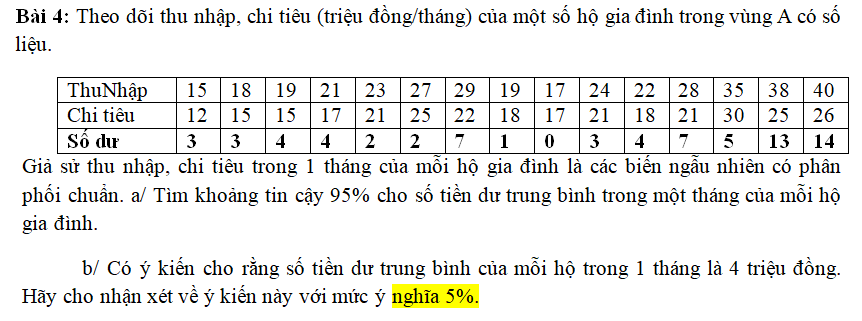 Bài 4: Theo dõi thu nhập, chi tiêu (triệu đồng/tháng) của một số hộ gia đình trong vùng A có số
liệu.
ThuNhập 15 18 19 21 23 27 29 19 17 24 22 28 35 38 40
Chi tiêu 12 15 15 17 21 25 22 18 17 21 18 21 30 25 26
Số dư 3 3 4 4 2 2 7 1 0 3 4 7 5 13 14
Giả sử thu nhập, chi tiêu trong 1 tháng của mỗi hộ gia đình là các biến ngẫu nhiên có phân
phối chuẩn. a/ Tìm khoảng tin cậy 95% cho số tiền dư trung bình trong một tháng của mỗi hộ
gia đình.
b/ Có ý kiến cho rằng số tiền dư trung bình của mỗi hộ trong 1 tháng là 4 triệu đồng.
Hãy cho nhận xét về ý kiến này với mức ý nghĩa 5%.